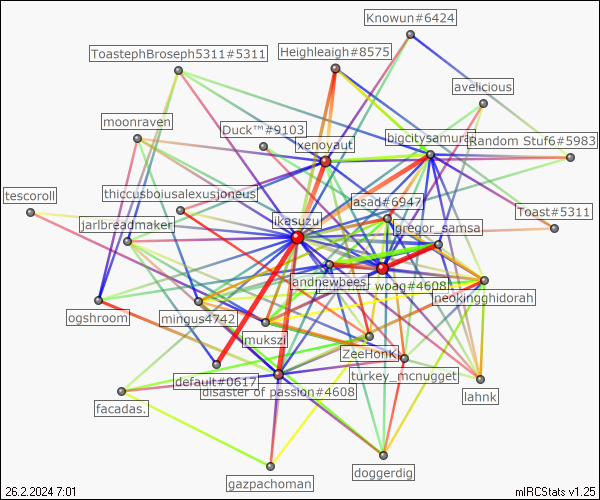 Knowun#6424
ToastephBroseph5311#5311
Heighleaigh#8575
avelicious
moonraven
Duck™#9103
xenoyaut
bigcitysamura
Random Stuf6#5983
tescoroll
thiccusboiusalexusjoneus
jasad#6947
Toast#5311
ikasuzu
jarlbreadmaker
gregor_samsa
andnewbees
woag#4608
neokingghidorah
ogshroom
mingus4742
mukszi
ZeeHonk
default#0617
turkey_mcnugget
disaster of passion#4608
lahnk
facadas.
doggerdig
gazpachoman
26.2.2024 7:01
mIRCStats v1.25